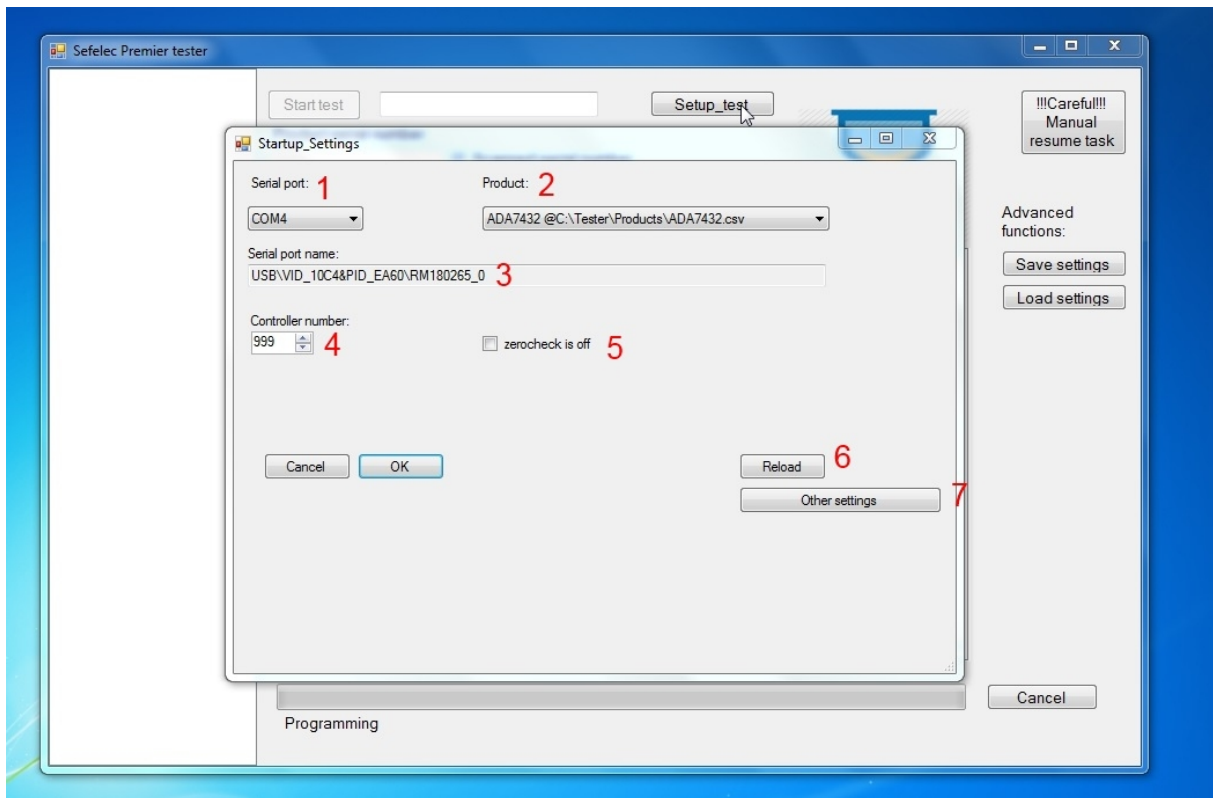 Sefelec Premier tester
Start test
Setup_test
!!!Careful!!!
Manual
resume task
Startup_Settings
Serial port: 1
Product: 2
COM4
ADA7432 @C:\Tester\Products\ADA7432.csv
Advanced
functions:
Serial port name:
USB\VID_10C4&PID_EA60\RM180265_0 3
Save settings
Load settings
Controller number:
999 4
zerocheck is off 5
Cancel
OK
Reload 6
Other settings 7
Cancel
Programming